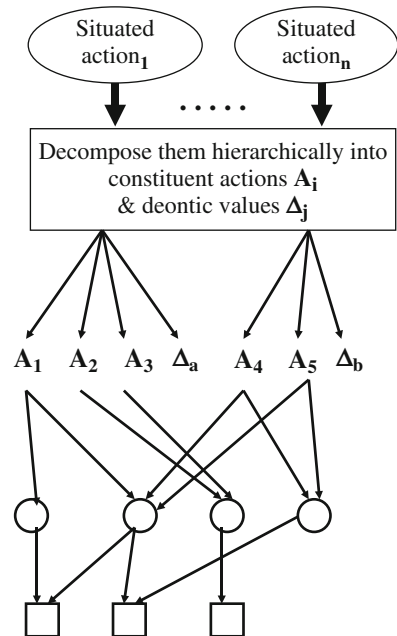 Situated Situated
action1 actionn
.....
Decompose them hierarchically into
constituent actions Ai
& deontic values Δj
A1 A2 A3 Δa A4 A5 Δb